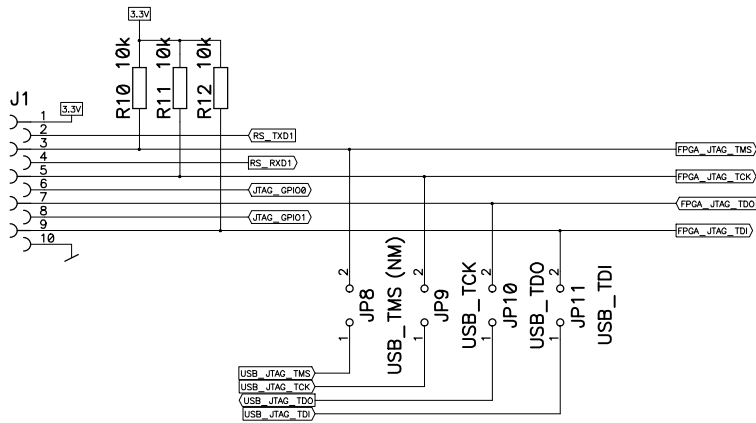 3.3V
R10 10k
R11 10k
R12 10k
J1
3.3V
1
2
RS_TXD1
3
FPGA_JTAG_TMS
4
RS_RXD1
5
FPGA_JTAG_TCK
6
JTAG_GPIO0
7
FPGA_JTAG_TDO
8
JTAG_GPIO1
9
FPGA_JTAG_TDI
10
2
1
JP8
USB_TMS (NM)
2
1
JP9
USB_TCK
2
1
JP10
USB_TDO
2
1
JP11
USB_TDI
USB_JTAG_TMS
USB_JTAG_TCK
USB_JTAG_TDO
USB_JTAG_TDI